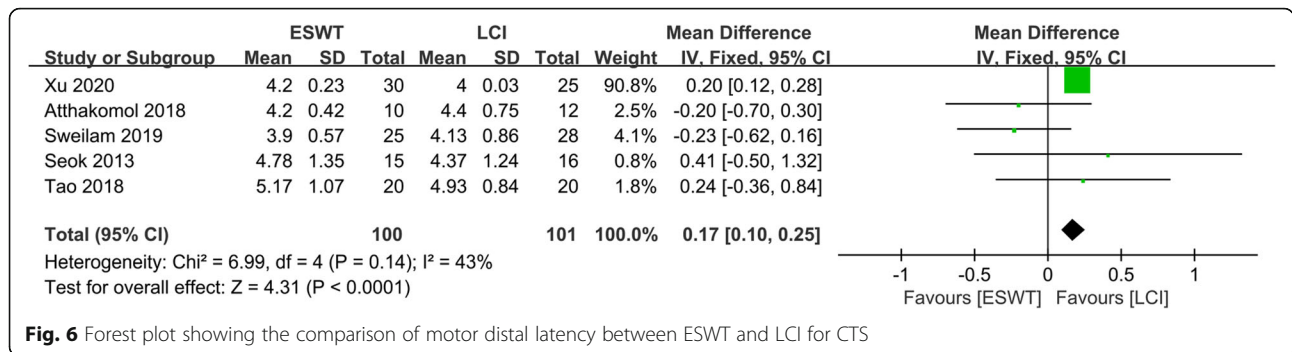 ESWT LCI Mean Difference Mean Difference
Study or Subgroup Mean SD Total Mean SD Total Weight IV, Fixed, 95% CI IV, Fixed, 95% CI
Xu 2020 4.2 0.23 30 4 0.03 25 90.8% 0.20 [0.12, 0.28]
Atthakomol 2018 4.2 0.42 10 4.4 0.75 12 2.5% -0.20 [-0.70, 0.30]
Sweilam 2019 3.9 0.57 25 4.13 0.86 28 4.1% -0.23 [-0.62, 0.16]
Seok 2013 4.78 1.35 15 4.37 1.24 16 0.8% 0.41 [-0.50, 1.32]
Tao 2018 5.17 1.07 20 4.93 0.84 20 1.8% 0.24 [-0.36, 0.84]
Total (95% CI) 100 101 100.0% 0.17 [0.10, 0.25]
Heterogeneity: Chi² = 6.99, df = 4 (P = 0.14); I² = 43%
Test for overall effect: Z = 4.31 (P < 0.0001)
-1 -0.5 0 0.5 1
Favours [ESWT] Favours [LCI]
Fig. 6 Forest plot showing the comparison of motor distal latency between ESWT and LCI for CTS